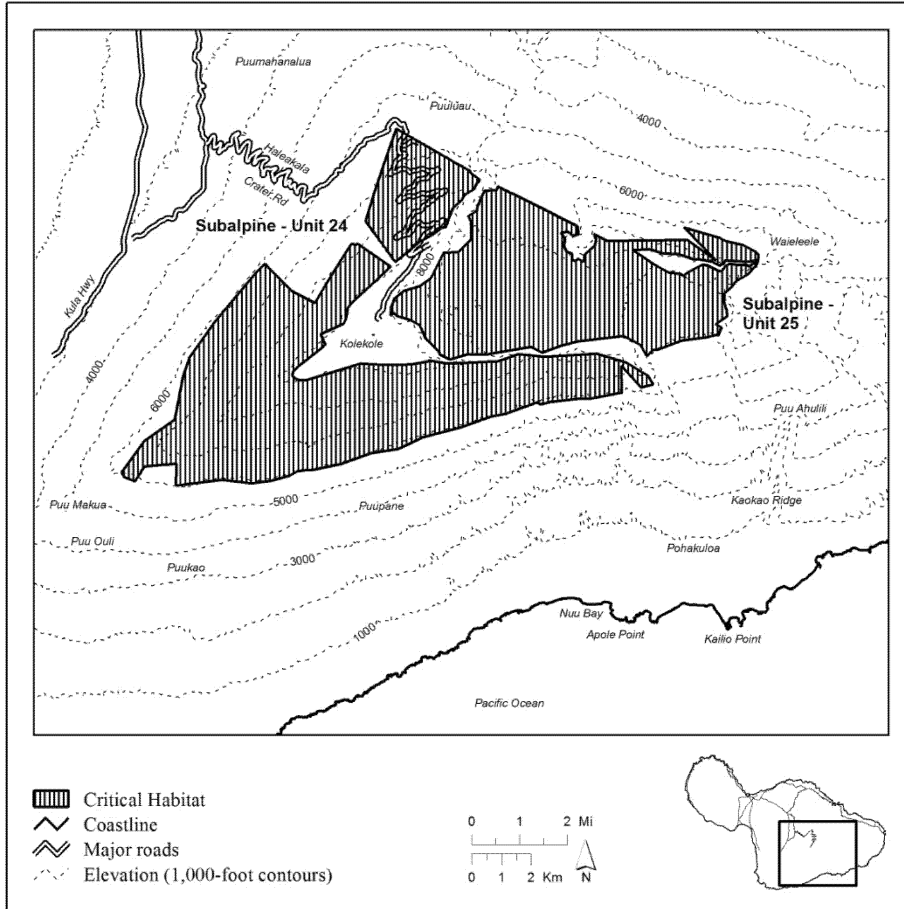 Puumahanalua
Puuluau
4000
Haleakala
Crater Rd
6000
Subalpine - Unit 24
Waieleele
8000
Kula Hwy
Subalpine -
Unit 25
Kolekole
4000
6000
Puu Ahulili
Puu Makua
5000
Puupane
Kaokao Ridge
Puu Ouli
Puukao
3000
Pohakuloa
1000
Nuu Bay
Apole Point
Kailio Point
Pacific Ocean
Critical Habitat
Coastline
Major roads
Elevation (1,000-foot contours)
0 1 2 Mi
0 1 2 Km
N